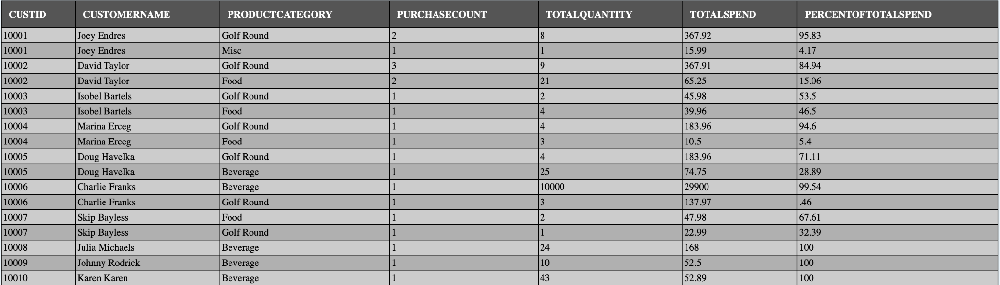 CUSTID CUSTOMERNAME PRODUCTCATEGORY PURCHASECOUNT TOTALQUANTITY TOTALSPEND PERCENTOFTOTALSPEND
10001 Joey Endres Golf Round 2 8 367.92 95.83
10001 Joey Endres Misc 1 1 15.99 4.17
10002 David Taylor Golf Round 3 9 367.91 84.94
10002 David Taylor Food 2 21 65.25 15.06
10003 Isobel Bartels Golf Round 1 2 45.98 53.5
10003 Isobel Bartels Food 1 4 39.96 46.5
10004 Marina Erceg Golf Round 1 4 183.96 94.6
10004 Marina Erceg Food 1 3 10.5 5.4
10005 Doug Havelka Golf Round 1 4 183.96 71.11
10005 Doug Havelka Beverage 1 25 74.75 28.89
10006 Charlie Franks Beverage 1 10000 29900 99.54
10006 Charlie Franks Golf Round 1 3 137.97 .46
10007 Skip Bayless Food 1 2 47.98 67.61
10007 Skip Bayless Golf Round 1 1 22.99 32.39
10008 Julia Michaels Beverage 1 24 168 100
10009 Johnny Rodrick Beverage 1 10 52.5 100
10010 Karen Karen Beverage 1 43 52.89 100